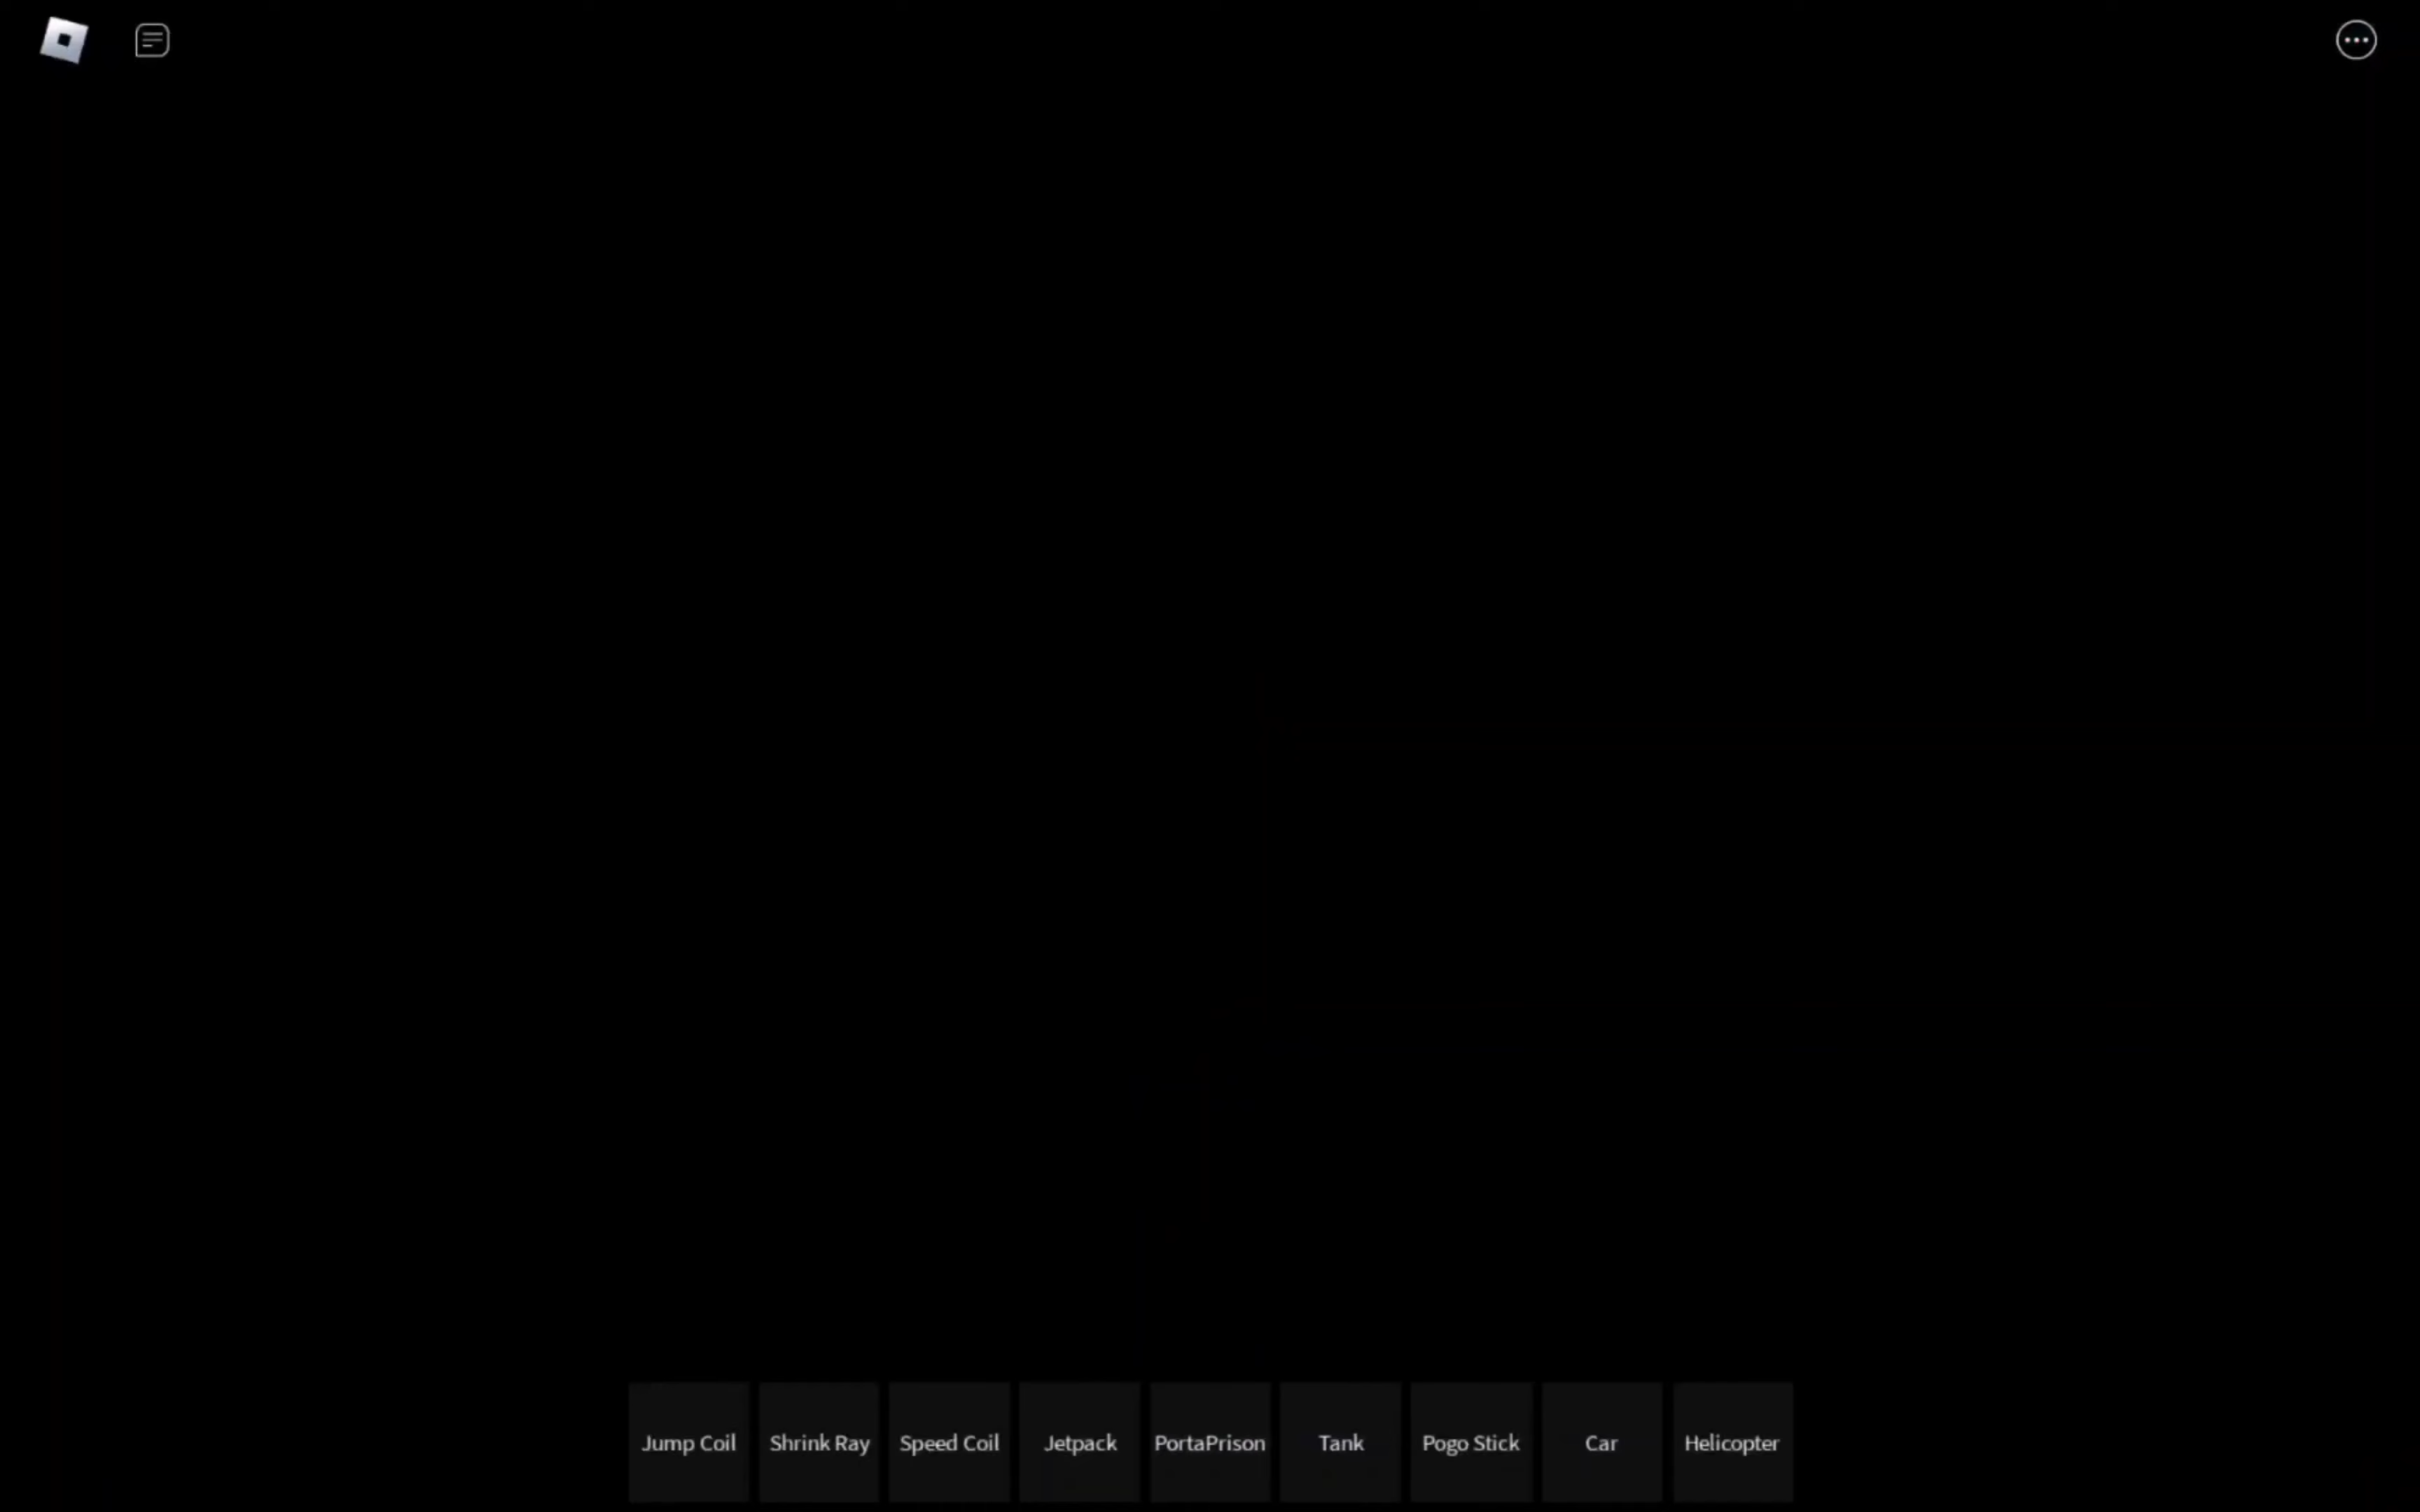 Jump Coil
Shrink Ray
Speed Coil
Jetpack
PortaPrison
Tank
Pogo Stick
Car
Helicopter